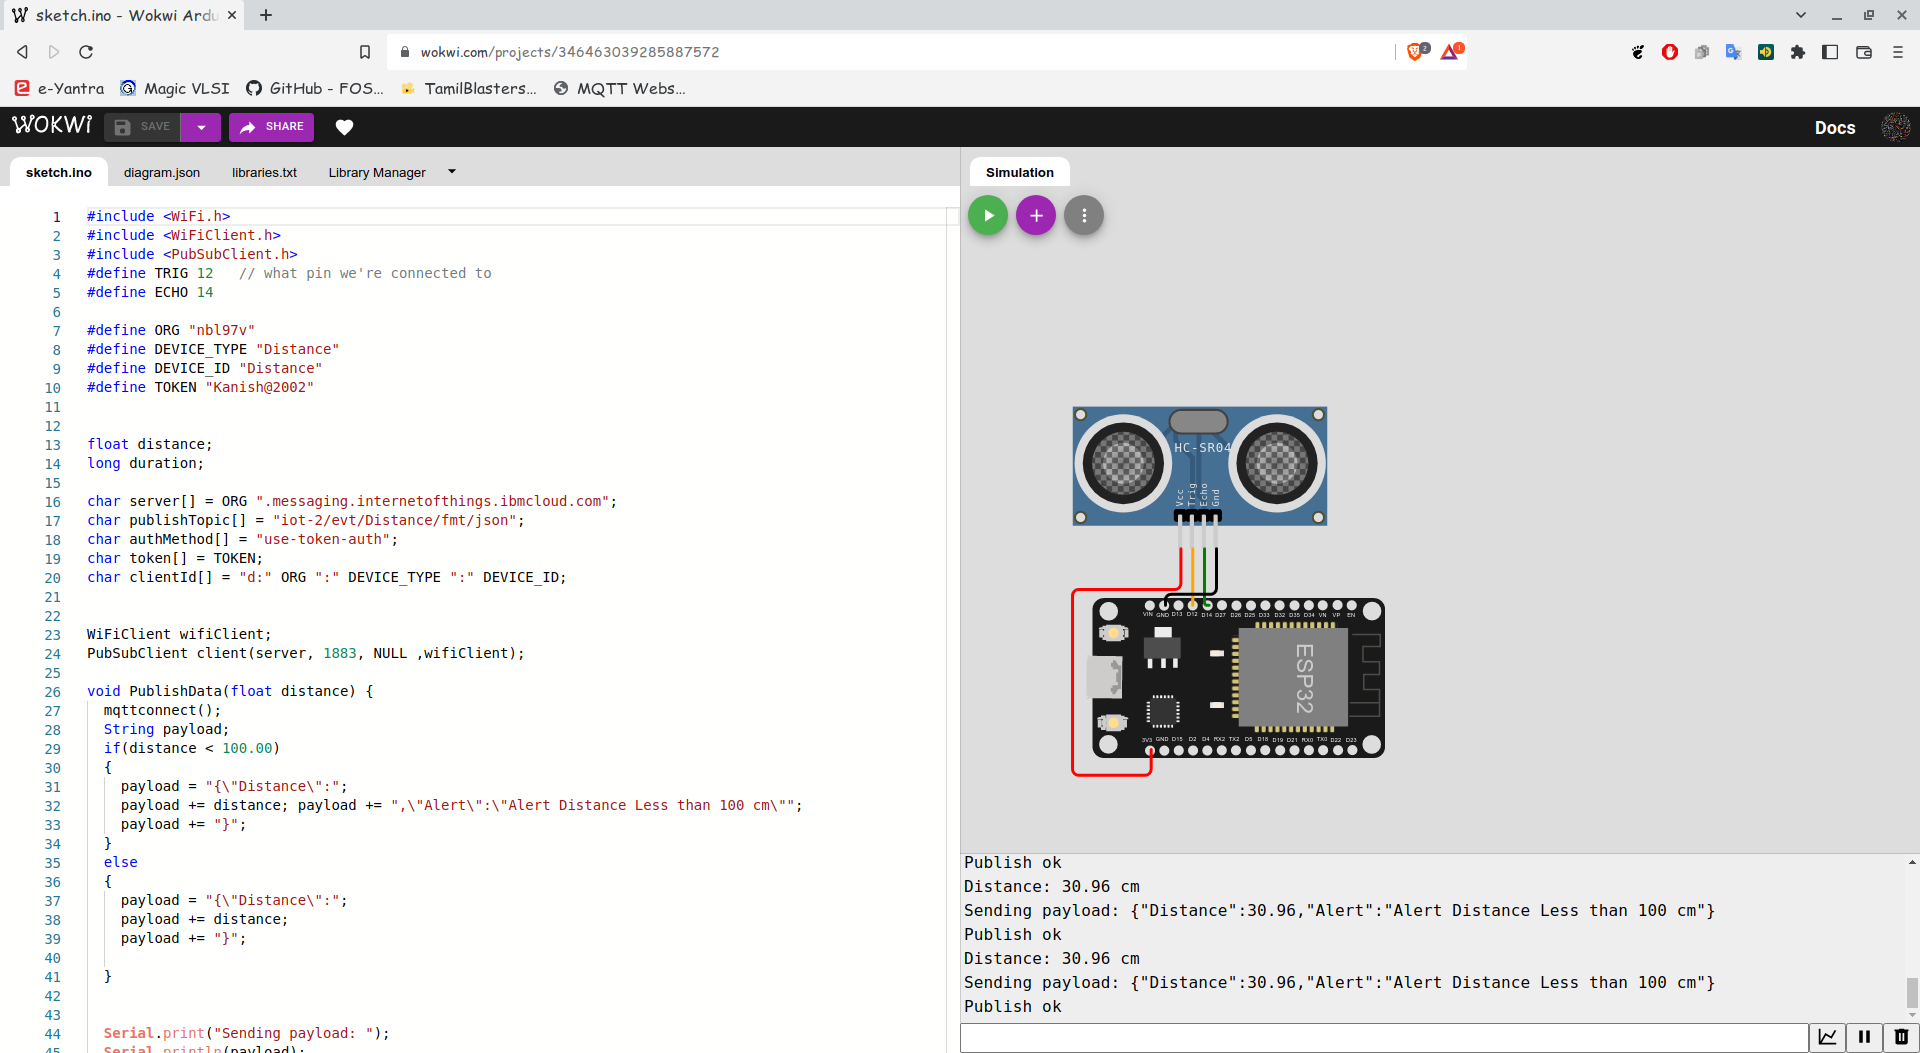 sketch.ino - Wokwi Ardu
wokwi.com/projects/346463039285887572
2
e-Yantra
Magic VLSI
GitHub - FOS...
TamilBlasters...
MQTT Webs...
WOKWi
SAVE
SHARE
Docs
sketch.ino
diagram.json
libraries.txt
Library Manager
1 #include <WiFi.h>
2 #include <WiFiClient.h>
3 #include <PubSubClient.h>
4 #define TRIG 12   // what pin we're connected to
5 #define ECHO 14
6
7 #define ORG "nbl97v"
8 #define DEVICE_TYPE "Distance"
9 #define DEVICE_ID "Distance"
10 #define TOKEN "Kanish@2002"
11
12
13 float distance;
14 long duration;
15
16 char server[] = ORG ".messaging.internetofthings.ibmcloud.com";
17 char publishTopic[] = "iot-2/evt/Distance/fmt/json";
18 char authMethod[] = "use-token-auth";
19 char token[] = TOKEN;
20 char clientId[] = "d:" ORG ":" DEVICE_TYPE ":" DEVICE_ID;
21
22
23 WiFiClient wifiClient;
24 PubSubClient client(server, 1883, NULL ,wifiClient);
25
26 void PublishData(float distance) {
27   mqttconnect();
28   String payload;
29   if(distance < 100.00)
30   {
31     payload = "{\"Distance\":";
32     payload += distance; payload += ",\"Alert\":\"Alert Distance Less than 100 cm\"";
33     payload += "}";
34   }
35   else
36   {
37     payload = "{\"Distance\":";
38     payload += distance;
39     payload += "}";
40
41   }
42
43
44   Serial.print("Sending payload: ");
45   Serial.println(payload);
Simulation
HC-SR04
Vcc
Trig
Echo
Gnd
VIN GND D13 D12 D14 D27 D26 D25 D33 D32 D35 D34 VN VP EN
ESP32
3V3 GND D15 D2 D4 RX2 TX2 D5 D18 D19 D21 RX0 TX0 D22 D23
Publish ok
Distance: 30.96 cm
Sending payload: {"Distance":30.96,"Alert":"Alert Distance Less than 100 cm"}
Publish ok
Distance: 30.96 cm
Sending payload: {"Distance":30.96,"Alert":"Alert Distance Less than 100 cm"}
Publish ok